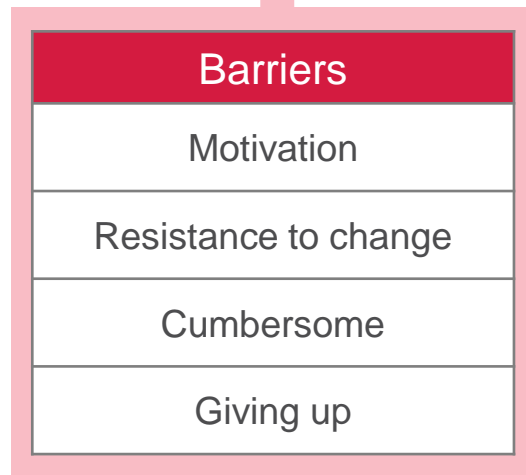 Barriers
Motivation
Resistance to change
Cumbersome
Giving up